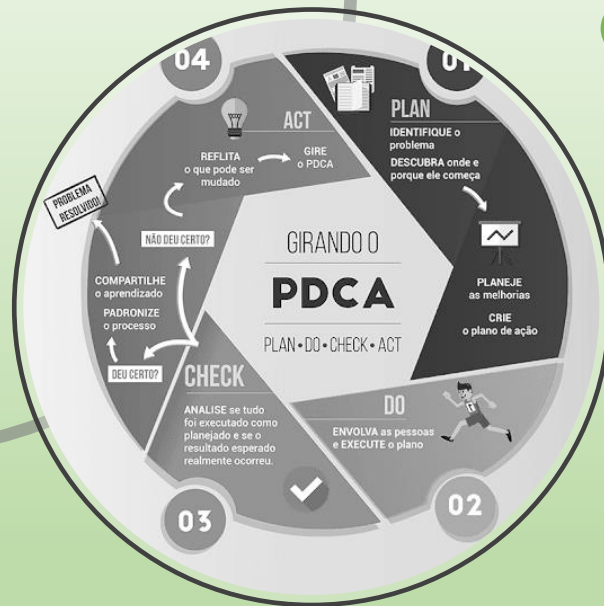 GIRANDO O
PDCA
PLAN•DO•CHECK•ACT
01
PLAN
IDENTIFIQUE o
problema
DESCUBRA onde e
porque ele começa
PLANEJE
as melhorias
CRIE
o plano de ação
DO
ENVOLVA as pessoas
e EXECUTE o plano
02
CHECK
ANALISE se tudo
foi executado como
planejado e se o
resultado esperado
realmente ocorreu.
03
DEU CERTO?
PADRONIZE
o processo
COMPARTILHE
o aprendizado
PROBLEMA
RESOLVIDO!
04
ACT
NÃO DEU CERTO?
REFLITA
o que pode ser
mudado
GIRE
o PDCA